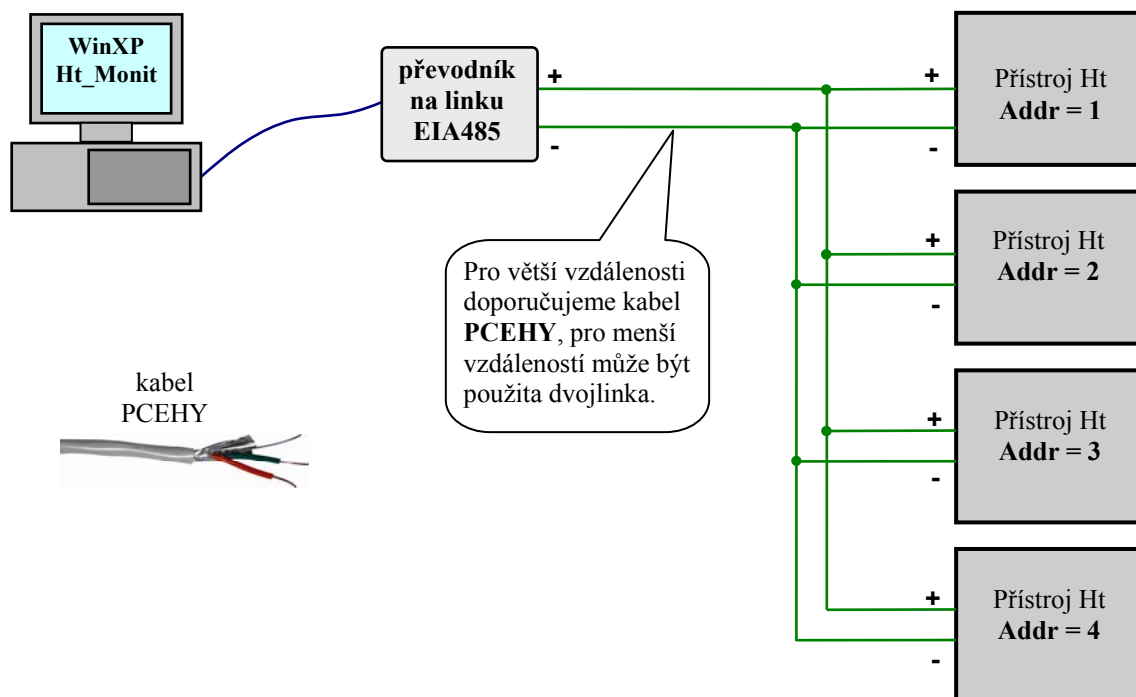 WinXP
Ht_Monit
převodník
na linku
EIA485
+
-
Pro větší vzdálenosti
doporučujeme kabel
PCEHY, pro menší
vzdáleností může být
použita dvojlinka.
kabel
PCEHY
+
Přístroj Ht
Addr = 1
-
+
Přístroj Ht
Addr = 2
-
+
Přístroj Ht
Addr = 3
-
+
Přístroj Ht
Addr = 4
-